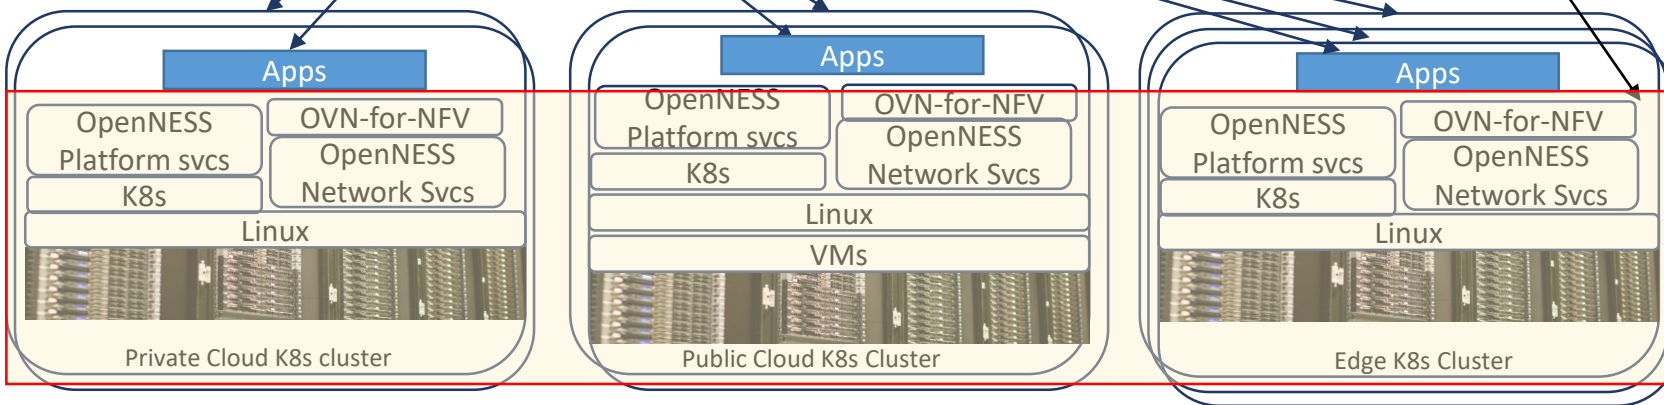 Apps
OpenNESS
Platform svcs
OVN-for-NFV
OpenNESS
Network Svcs
K8s
Linux
Private Cloud K8s cluster
Apps
OpenNESS
Platform svcs
OVN-for-NFV
OpenNESS
Network Svcs
K8s
Linux
VMs
Public Cloud K8s Cluster
Apps
OpenNESS
Platform svcs
OVN-for-NFV
OpenNESS
Network Svcs
K8s
Linux
Edge K8s Cluster